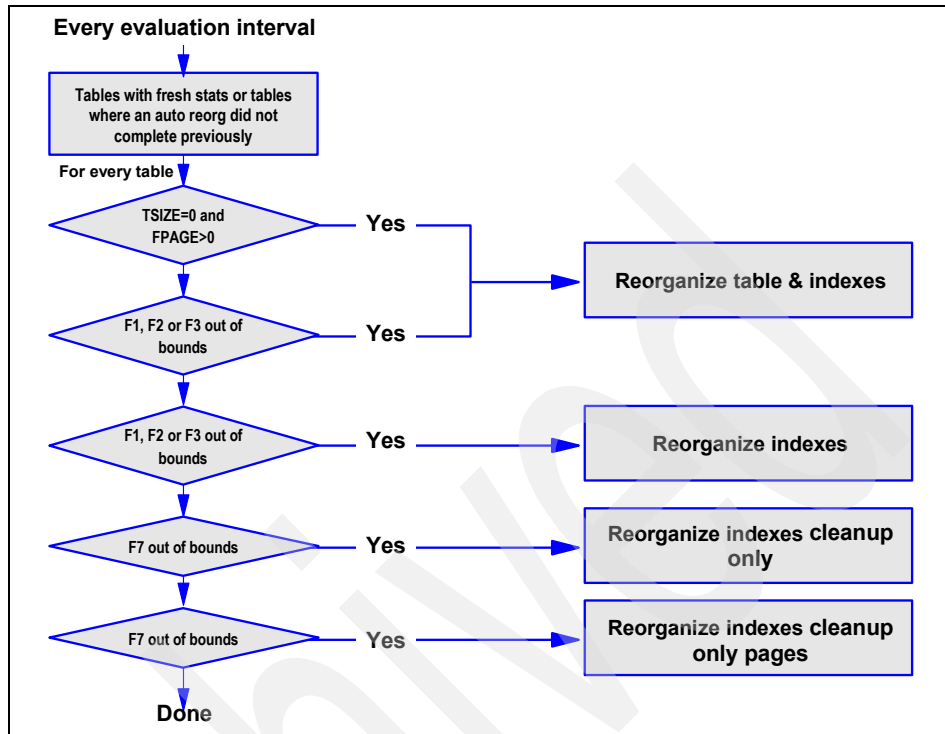 Every evaluation interval
Tables with fresh stats or tables
where an auto reorg did not
complete previously
For every table
TSIZE=0 and
FPAGE>0
Yes
Reorganize table & indexes
F1, F2 or F3 out of
bounds
Yes
F1, F2 or F3 out of
bounds
Yes
Reorganize indexes
F7 out of bounds
Yes
Reorganize indexes cleanup
only
F7 out of bounds
Yes
Reorganize indexes cleanup
only pages
Done
hived